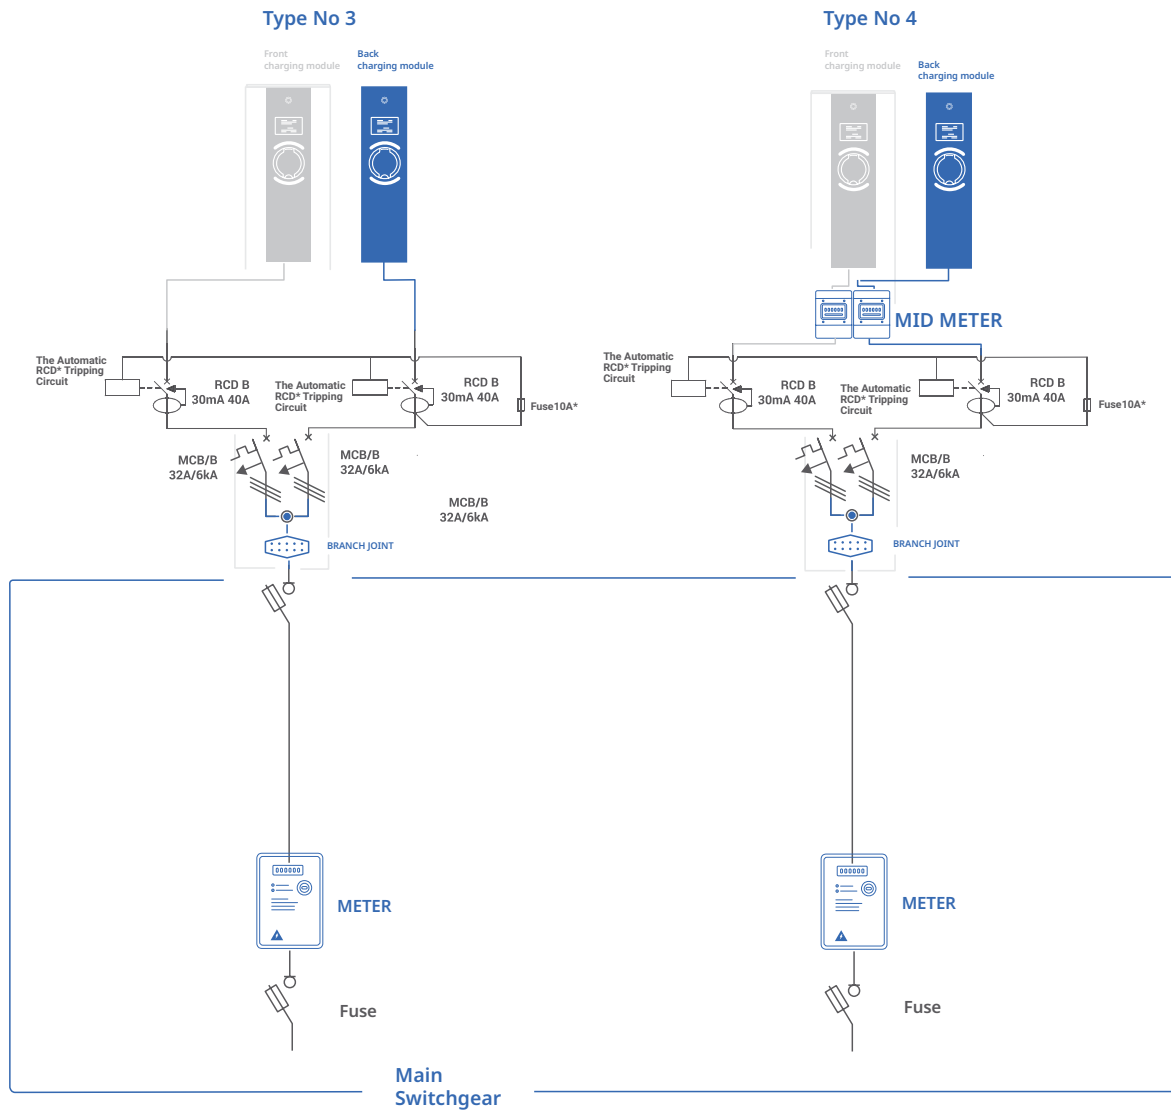 Type No 3
Type No 4
Front
charging module
Back
charging module
Front
charging module
Back
charging module
MID METER
The Automatic
RCD* Tripping
Circuit
RCD B
30mA 40A
The Automatic
RCD* Tripping
Circuit
RCD B
30mA 40A
Fuse10A*
The Automatic
RCD* Tripping
Circuit
RCD B
30mA 40A
The Automatic
RCD* Tripping
Circuit
RCD B
30mA 40A
Fuse10A*
MCB/B
32A/6kA
MCB/B
32A/6kA
MCB/B
32A/6kA
MCB/B
32A/6kA
BRANCH JOINT
BRANCH JOINT
000000
METER
000000
METER
Fuse
Fuse
Main
Switchgear